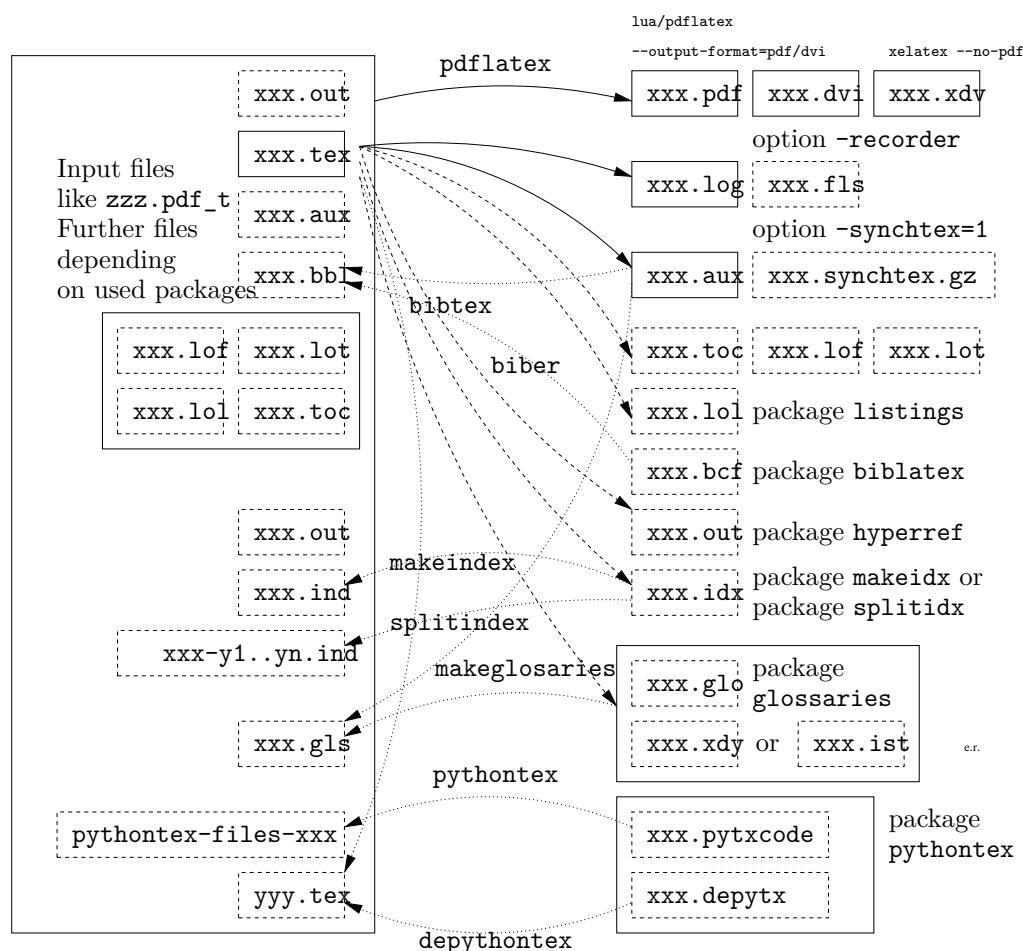 lua/pdflatex
--output-format=pdf/dvi xelatex --no-pdf
pdflatex
xxx.out
xxx.pdf xxx.dvi xxx.xdv
option -recorder
xxx.tex
Input files
like zzz.pdf_t
Further files
depending
on used packages
xxx.log xxx.fls
xxx.aux
option -synchtex=1
xxx.bbl
xxx.aux xxx.synchtex.gz
bibtex
xxx.lof xxx.lot
xxx.toc xxx.lof xxx.lot
biber
xxx.lol xxx.toc
xxx.lol package listings
xxx.bcf package biblatex
xxx.out
xxx.out package hyperref
makeindex
xxx.ind
xxx.idx package makeidx or
package splitidx
splitindex
xxx-y1..yn.ind
makeglosaries
xxx.glo package
glossaries
xxx.gls
xxx.xdy or xxx.ist
e.r.
pythontex
pythontex-files-xxx
xxx.pytxcode
package
pythontex
yyy.tex
xxx.depytx
depythontex